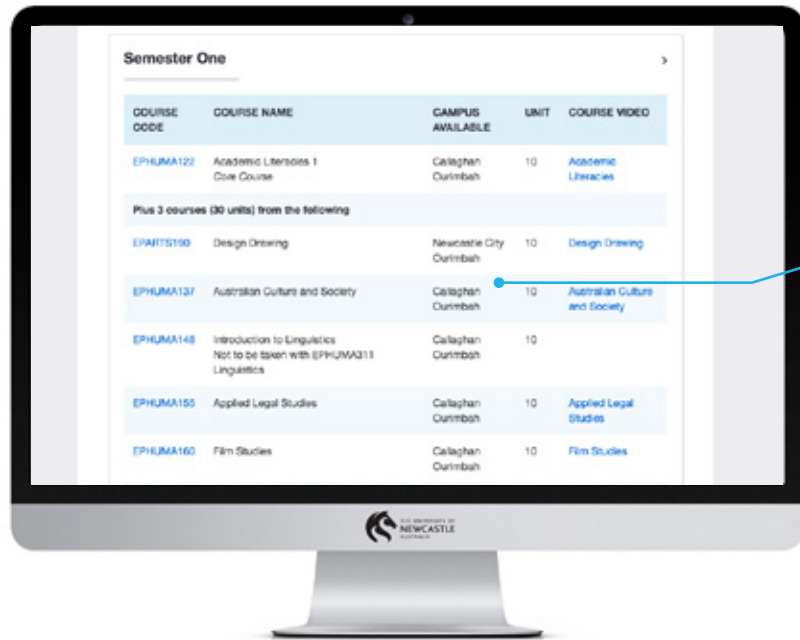 Semester One
COURSE CODE COURSE NAME CAMPUS AVAILABLE UNIT COURSE VIDEO
EPHUMA122 Academic Literacies 1 Callaghan 10 Academic
Core Course Ourimbah Literacies
Plus 3 courses (30 units) from the following
EPARTS190 Design Drawing Newcastle City 10 Design Drawing
Ourimbah
EPHUMA137 Australian Culture and Society Callaghan 10 Australian Culture
Ourimbah and Society
EPHUMA148 Introduction to Linguistics Callaghan 10
Not to be taken with EPHUMA311 Ourimbah
Linguistics
EPHUMA155 Applied Legal Studies Callaghan 10 Applied Legal
Ourimbah Studies
EPHUMA160 Film Studies Callaghan 10 Film Studies
Ourimbah
THE UNIVERSITY OF
NEWCASTLE
AUSTRALIA